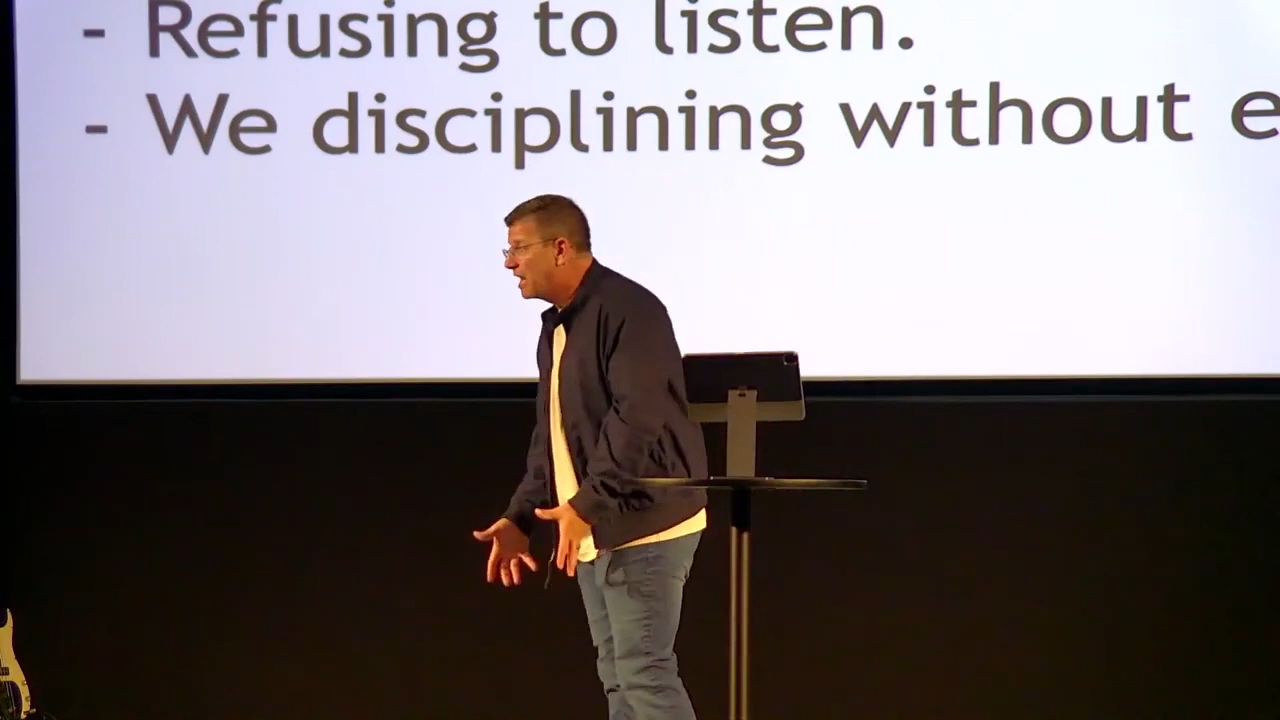 - Refusing to listen.
- We disciplining without e